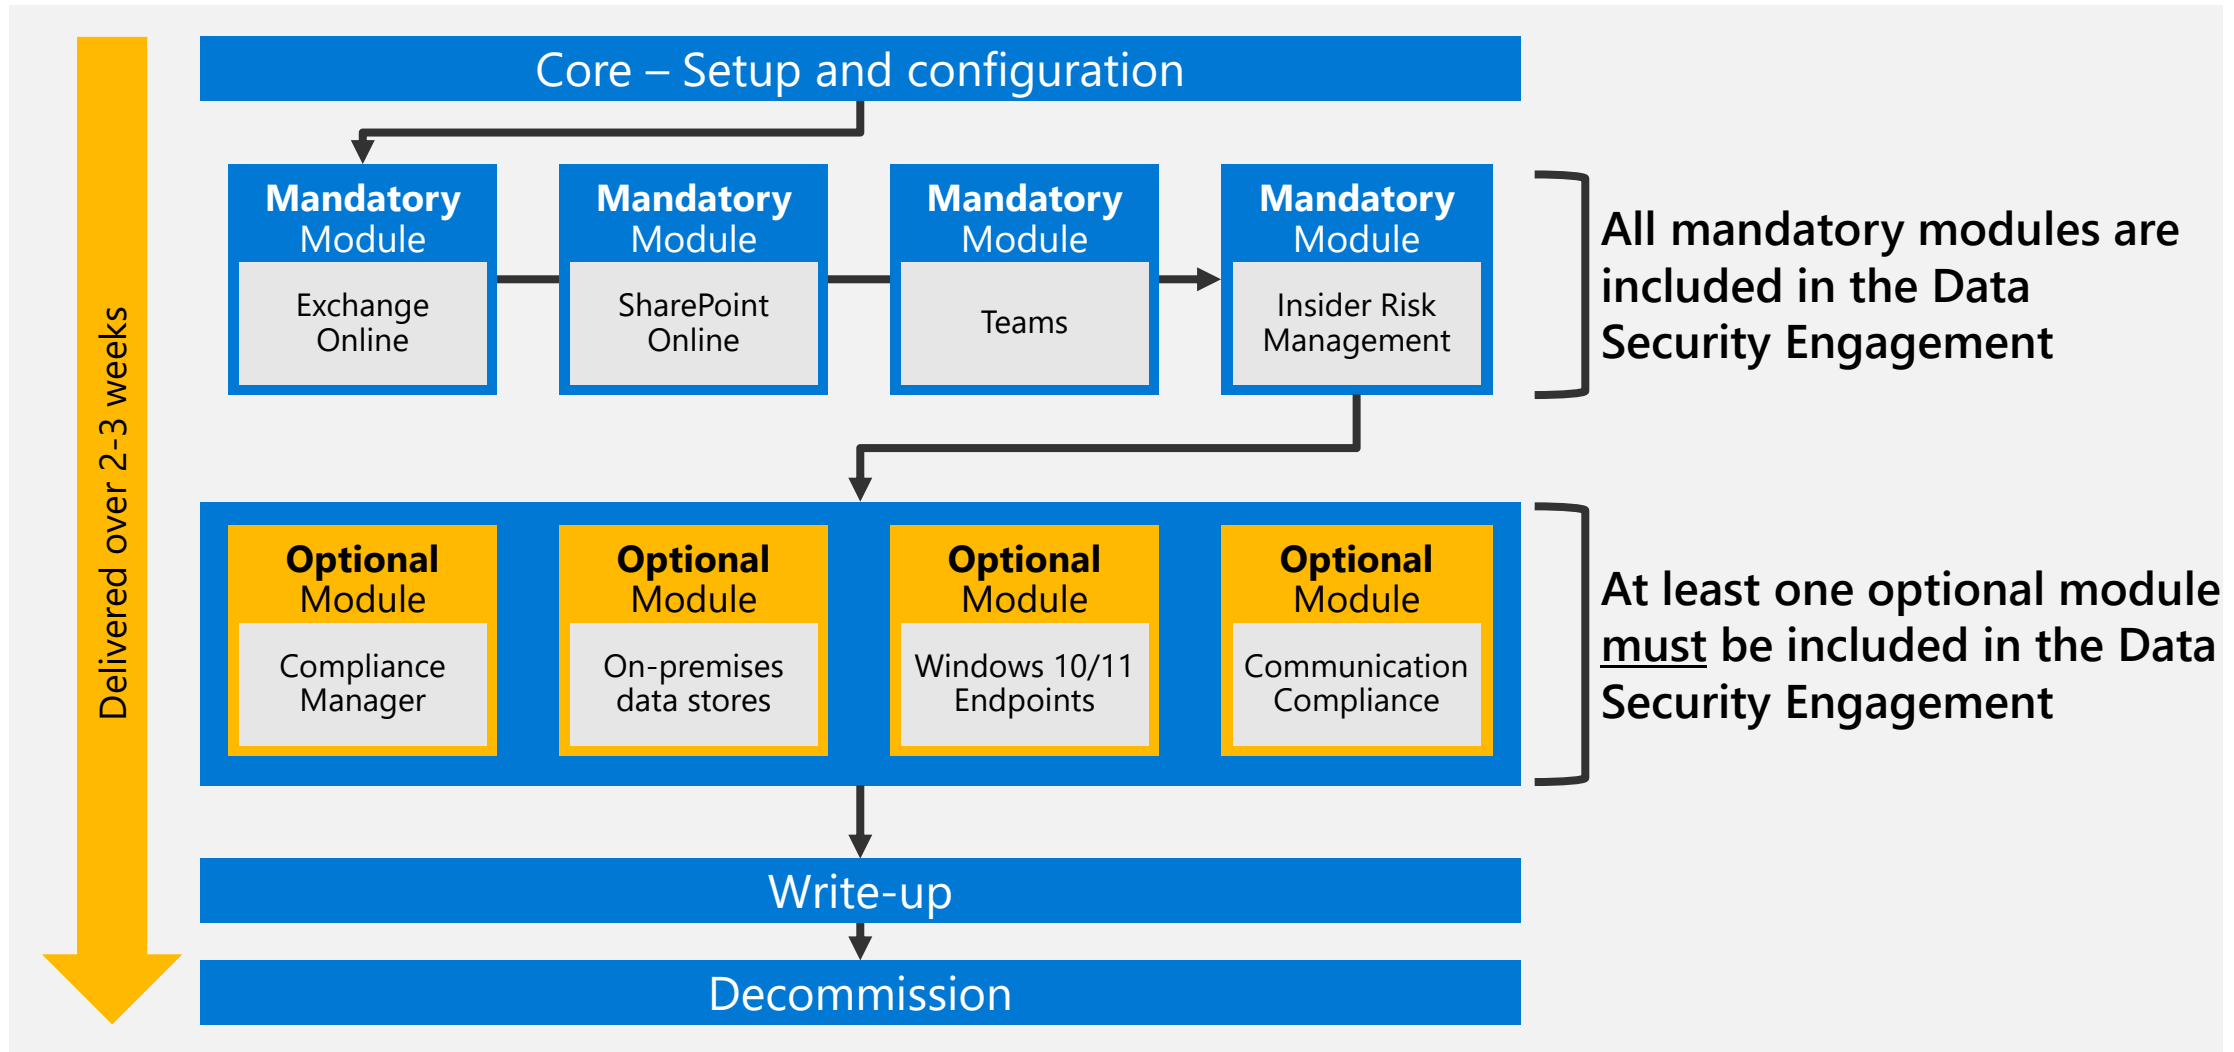 Core – Setup and configuration
Delivered over 2-3 weeks
Mandatory
Module
Exchange
Online
Mandatory
Module
SharePoint
Online
Mandatory
Module
Teams
Mandatory
Module
Insider Risk
Management
All mandatory modules are
included in the Data
Security Engagement
Optional
Module
Compliance
Manager
Optional
Module
On-premises
data stores
Optional
Module
Windows 10/11
Endpoints
Optional
Module
Communication
Compliance
At least one optional module
must be included in the Data
Security Engagement
Write-up
Decommission